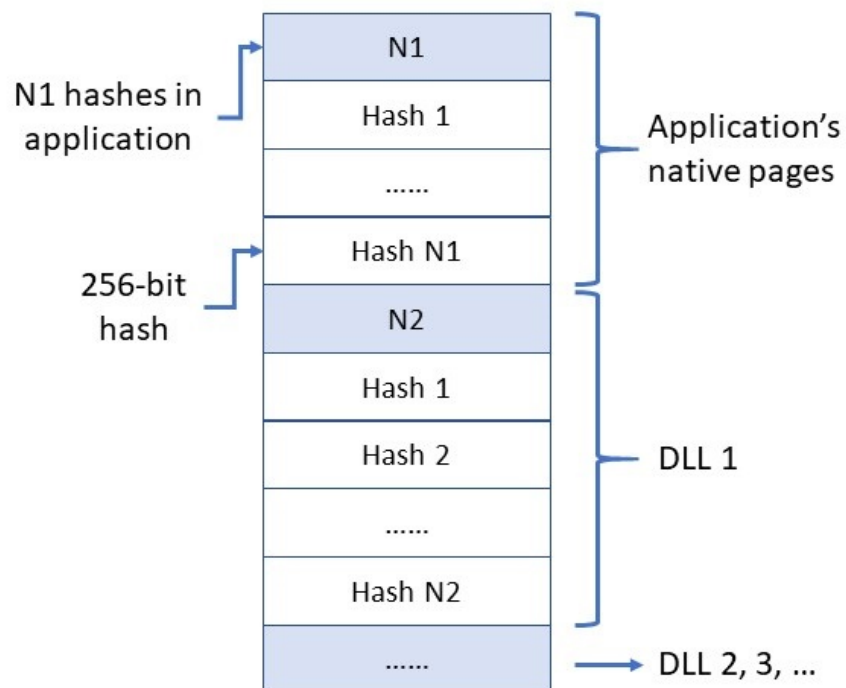 N1
N1 hashes in
application
Hash 1
......
Application's
native pages
Hash N1
256-bit
hash
N2
Hash 1
Hash 2
......
Hash N2
DLL 1
......
DLL 2, 3, ...